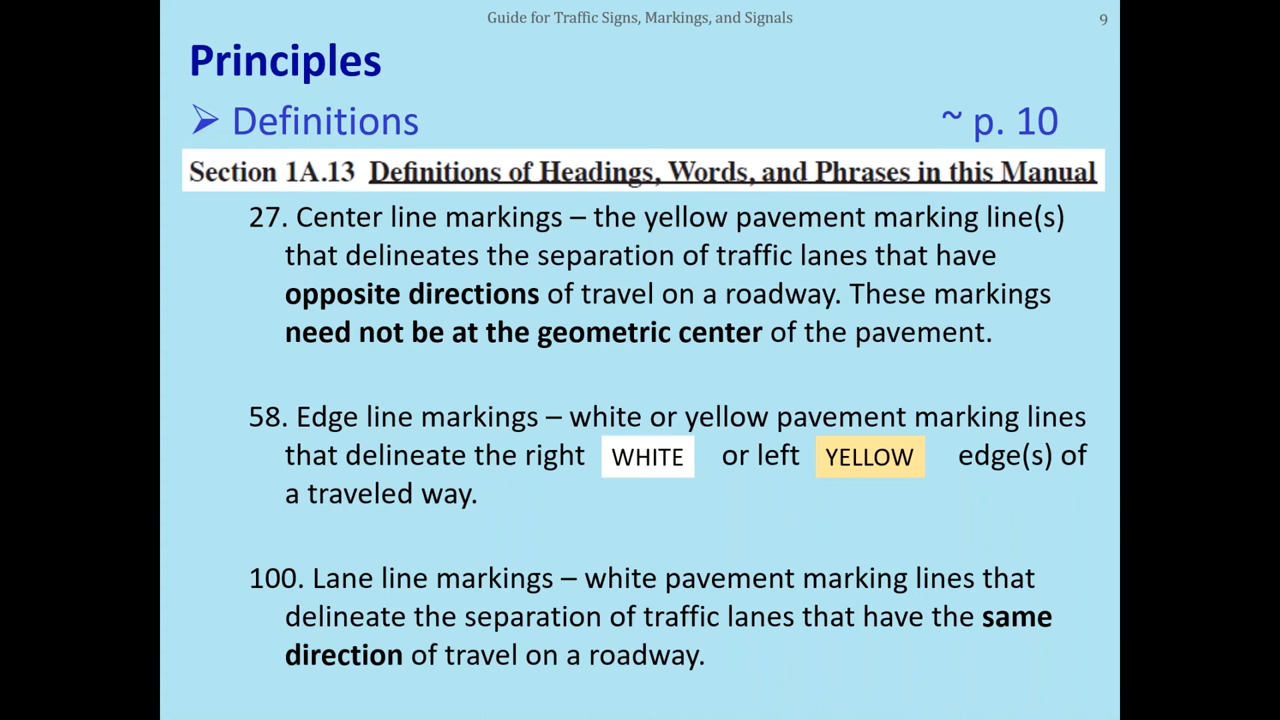 Guide for Traffic Signs, Markings, and Signals 9
Principles
➢ Definitions ~ p. 10
Section 1A.13 Definitions of Headings, Words, and Phrases in this Manual
27. Center line markings – the yellow pavement marking line(s)
that delineates the separation of traffic lanes that have
opposite directions of travel on a roadway. These markings
need not be at the geometric center of the pavement.
58. Edge line markings – white or yellow pavement marking lines
that delineate the right WHITE or left YELLOW edge(s) of
a traveled way.
100. Lane line markings – white pavement marking lines that
delineate the separation of traffic lanes that have the same
direction of travel on a roadway.